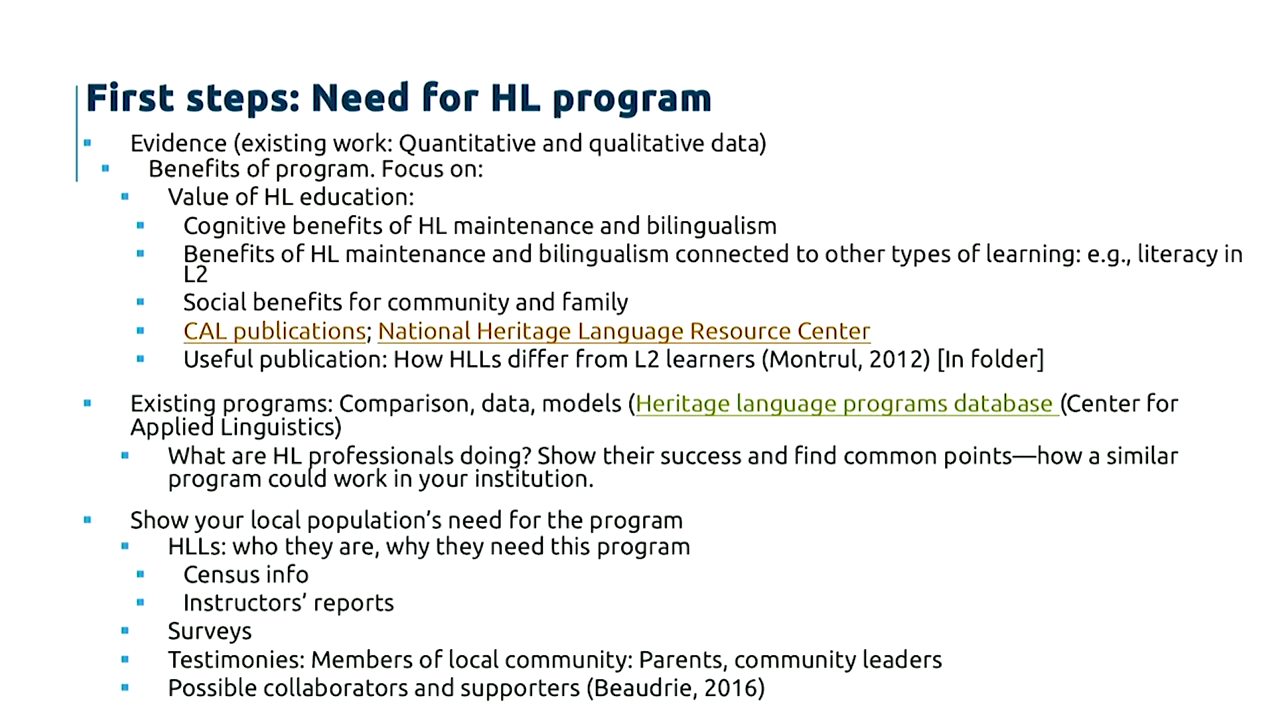 First steps: Need for HL program
Evidence (existing work: Quantitative and qualitative data)
Benefits of program. Focus on:
Value of HL education:
Cognitive benefits of HL maintenance and bilingualism
Benefits of HL maintenance and bilingualism connected to other types of learning: e.g., literacy in
L2
Social benefits for community and family
CAL publications; National Heritage Language Resource Center
Useful publication: How HLLs differ from L2 learners (Montrul, 2012) [In folder]
Existing programs: Comparison, data, models (Heritage language programs database (Center for
Applied Linguistics)
What are HL professionals doing? Show their success and find common points—how a similar
program could work in your institution.
Show your local population’s need for the program
HLLs: who they are, why they need this program
Census info
Instructors’ reports
Surveys
Testimonies: Members of local community: Parents, community leaders
Possible collaborators and supporters (Beaudrie, 2016)